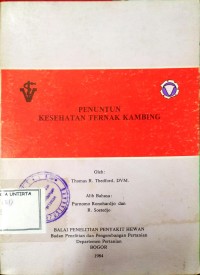 PENUNTUN
KESEHATAN TERNAK KAMBING
Oleh:
Thomas R. Thedford, DVM.
Alih Bahasa:
Purnomo Ronohardjo dan
R. Soetedjo
BALAI PENELITIAN PENYAKIT HEWAN
Badan Penelitian dan Pengembangan Pertanian
Departemen Pertanian
BOGOR
1984
UNTIRTA